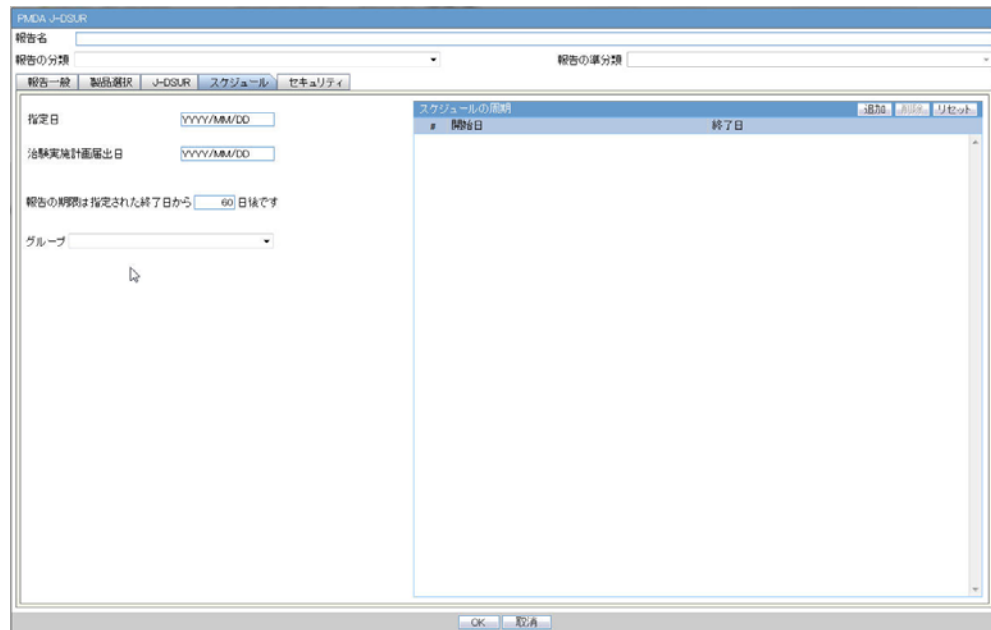 PMDA J-DSUR
報告名
報告の分類 報告の準分類
報告一般 製品選択 J-DSUR スケジュール セキュリティ
スケジュールの周期 追加 削除 リセット
# 開始日 終了日
指定日 YYYY/MM/DD
治験実施計画届出日 YYYY/MM/DD
報告の期限は指定された終了日から 60 日後です
グループ
OK 取消